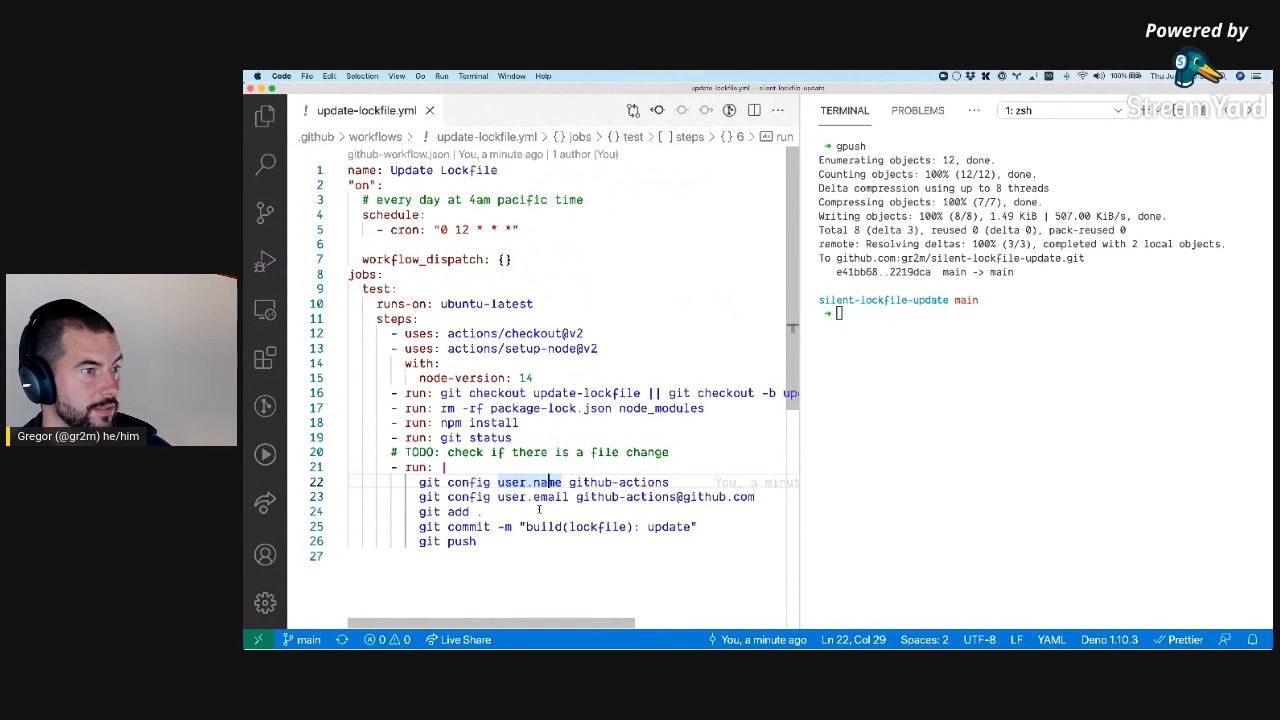 Powered by
StreamYard
Code File Edit Selection View Go Run Terminal Window Help
100%
update-lockfile.yml — silent-lockfile-update
update-lockfile.yml
TERMINAL PROBLEMS ··· 1: zsh
.github > workflows > ! update-lockfile.yml > {} jobs > {} test > [ ] steps > {} 6 > run
github-workflow.json | You, a minute ago | 1 author (You)
1 name: Update Lockfile
2 "on":
3 # every day at 4am pacific time
4 schedule:
5 - cron: "0 12 * * *"
6
7 workflow_dispatch: {}
8 jobs:
9 test:
10 runs-on: ubuntu-latest
11 steps:
12 - uses: actions/checkout@v2
13 - uses: actions/setup-node@v2
14 with:
15 node-version: 14
16 - run: git checkout update-lockfile || git checkout -b up
17 - run: rm -rf package-lock.json node_modules
18 - run: npm install
19 - run: git status
20 # TODO: check if there is a file change
21 - run: |
22 git config user.name github-actions You, a minut
23 git config user.email github-actions@github.com
24 git add .
25 git commit -m "build(lockfile): update"
26 git push
27
➜ gpush
Enumerating objects: 12, done.
Counting objects: 100% (12/12), done.
Delta compression using up to 8 threads
Compressing objects: 100% (7/7), done.
Writing objects: 100% (8/8), 1.49 KiB | 507.00 KiB/s, done.
Total 8 (delta 3), reused 0 (delta 0), pack-reused 0
remote: Resolving deltas: 100% (3/3), completed with 2 local objects.
To github.com:gr2m/silent-lockfile-update.git
e41bb68..2219dca main -> main
silent-lockfile-update main
➜
Gregor (@gr2m) he/him
main 0 0 Live Share You, a minute ago Ln 22, Col 29 Spaces: 2 UTF-8 LF YAML Deno 1.10.3 Prettier